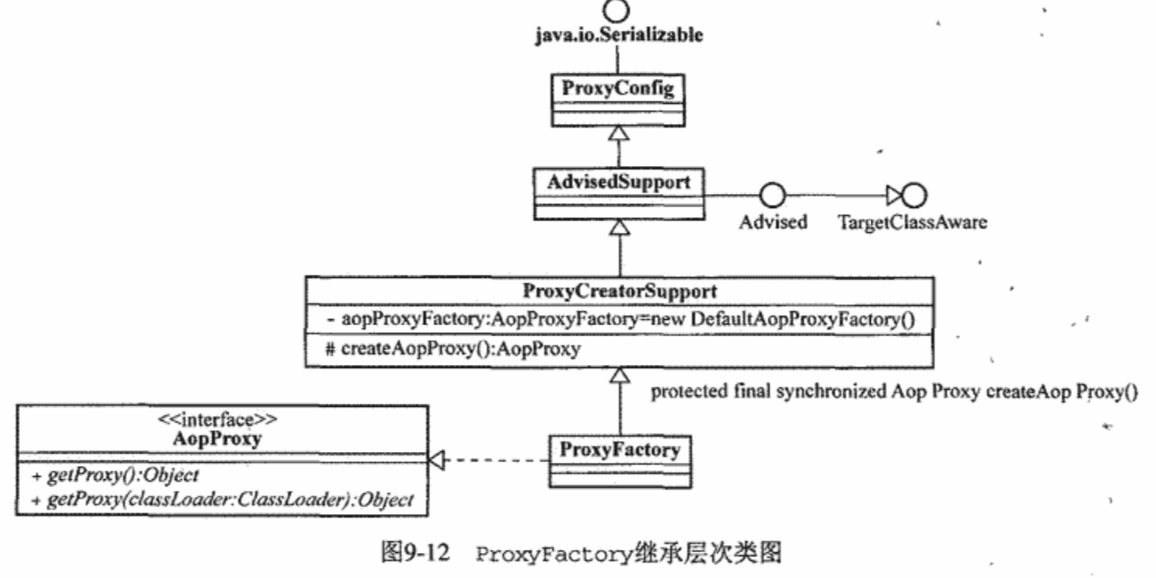 java.io.Serializable
ProxyConfig
AdvisedSupport
Advised
TargetClassAware
ProxyCreatorSupport
- aopProxyFactory:AopProxyFactory=new DefaultAopProxyFactory()
# createAopProxy():AopProxy
protected final synchronized Aop Proxy createAop Proxy()
<<interface>>
AopProxy
+ getProxy():Object
+ getProxy(classLoader:ClassLoader):Object
ProxyFactory
图9-12 ProxyFactory继承层次类图